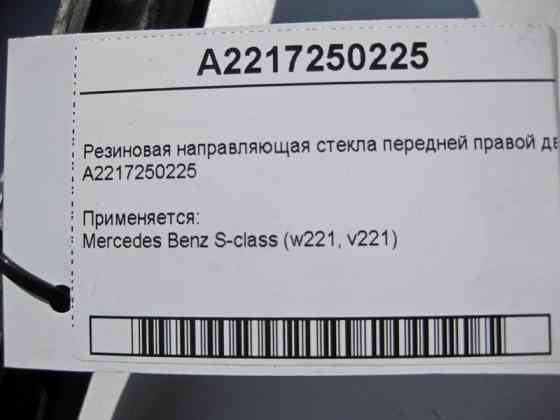 A2217250225
Резиновая направляющая стекла передней правой
A2217250225
Применяется:
Mercedes Benz S-class (w221, v221)